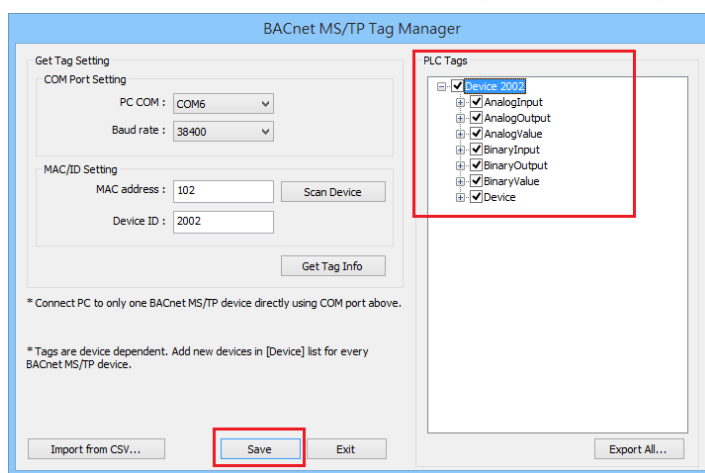 BACnet MS/TP Tag Manager
Get Tag Setting
COM Port Setting
PC COM : COM6
Baud rate : 38400
MAC/ID Setting
MAC address : 102 Scan Device
Device ID : 2002
Get Tag Info
* Connect PC to only one BACnet MS/TP device directly using COM port above.
* Tags are device dependent. Add new devices in [Device] list for every
BACnet MS/TP device.
Import from CSV... Save Exit
PLC Tags
Device 2002
AnalogInput
AnalogOutput
AnalogValue
BinaryInput
BinaryOutput
BinaryValue
Device
Export All...